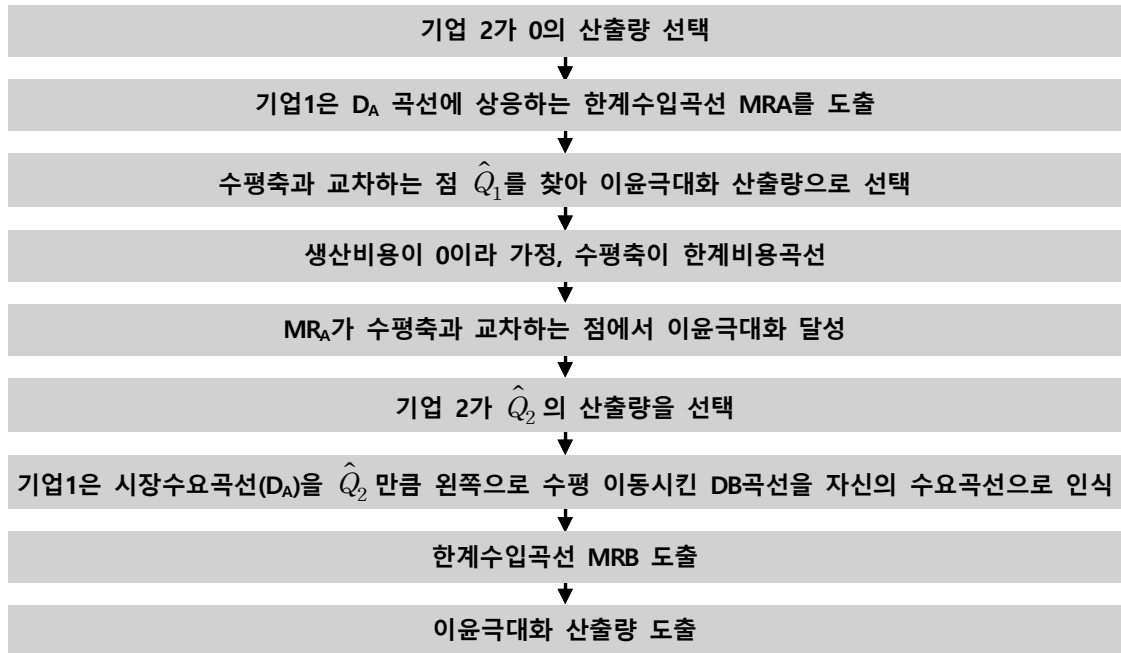 기업 2가 0의 산출량 선택
기업1은 D_A 곡선에 상응하는 한계수입곡선 MRA를 도출
수평축과 교차하는 점 Q̂₁를 찾아 이윤극대화 산출량으로 선택
생산비용이 0이라 가정, 수평축이 한계비용곡선
MR_A가 수평축과 교차하는 점에서 이윤극대화 달성
기업 2가 Q̂₂ 의 산출량을 선택
기업1은 시장수요곡선(D_A)을 Q̂₂ 만큼 왼쪽으로 수평 이동시킨 DB곡선을 자신의 수요곡선으로 인식
한계수입곡선 MRB 도출
이윤극대화 산출량 도출